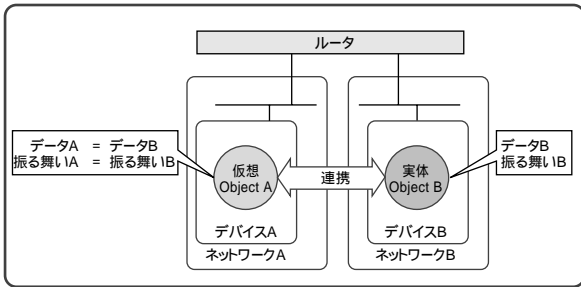 ルータ
データA = データB
振る舞いA = 振る舞いB
仮想
Object A
連携
実体
Object B
データB
振る舞いB
デバイスA
デバイスB
ネットワークA
ネットワークB